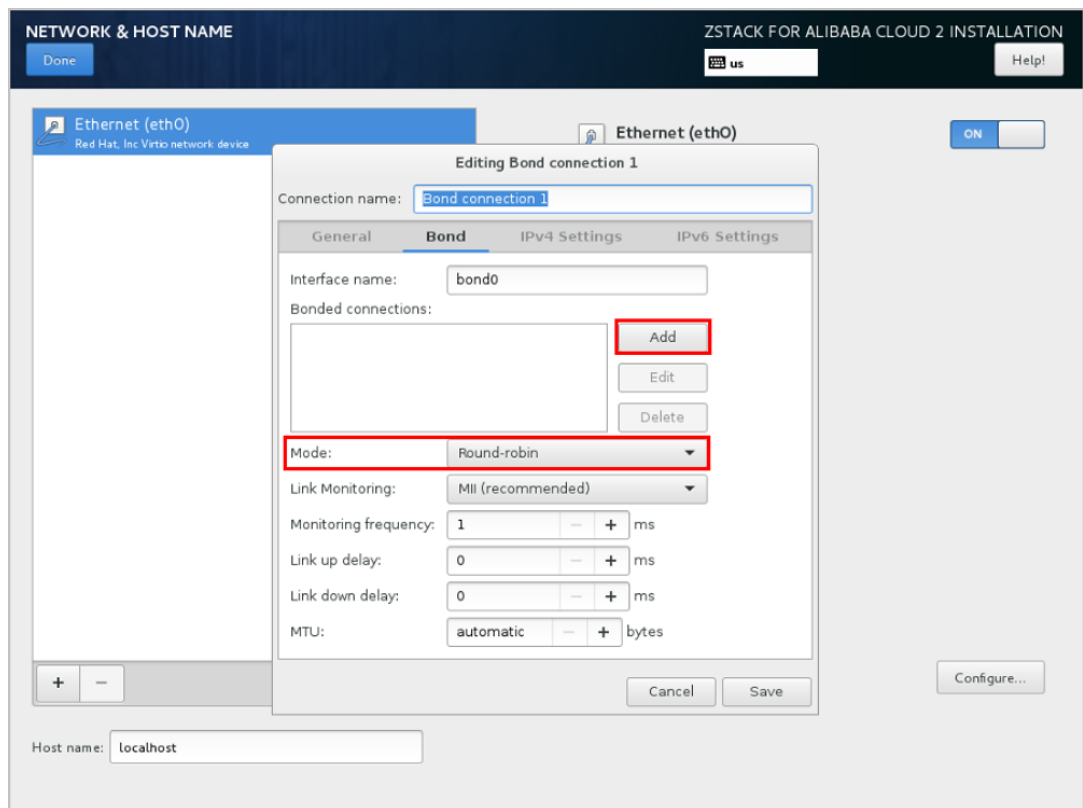 NETWORK & HOST NAME
ZSTACK FOR ALIBABA CLOUD 2 INSTALLATION
Done
us
Help!
Ethernet (eth0)
Red Hat, Inc Virtio network device
Ethernet (eth0)
ON
Editing Bond connection 1
Connection name: Bond connection 1
General Bond IPv4 Settings IPv6 Settings
Interface name: bond0
Bonded connections:
Add
Edit
Delete
Mode: Round-robin
Link Monitoring: MII (recommended)
Monitoring frequency: 1 − + ms
Link up delay: 0 − + ms
Link down delay: 0 − + ms
MTU: automatic − + bytes
+ −
Configure...
Cancel Save
Host name: localhost